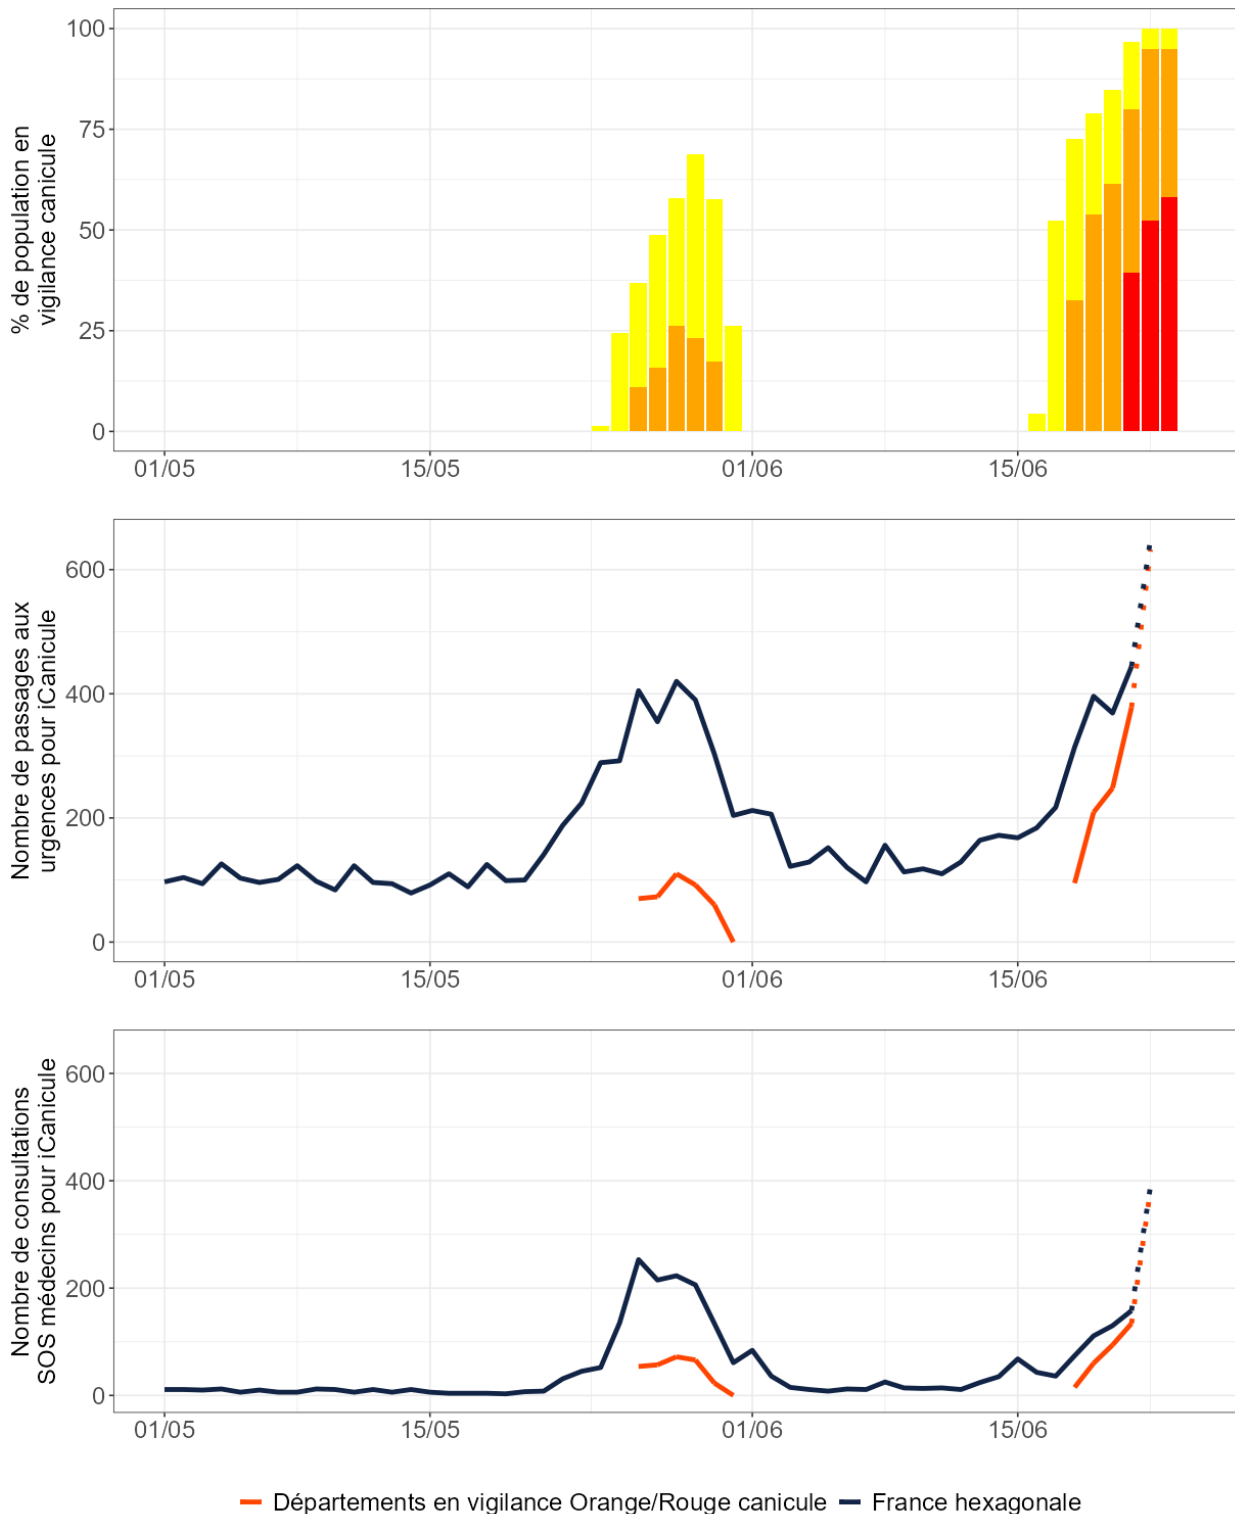 % de population en
vigilance canicule
100
75
50
25
0
01/05 15/05 01/06 15/06
Nombre de passages aux
urgences pour iCanicule
600
400
200
0
01/05 15/05 01/06 15/06
Nombre de consultations
SOS médecins pour iCanicule
600
400
200
0
01/05 15/05 01/06 15/06
Départements en vigilance Orange/Rouge canicule France hexagonale